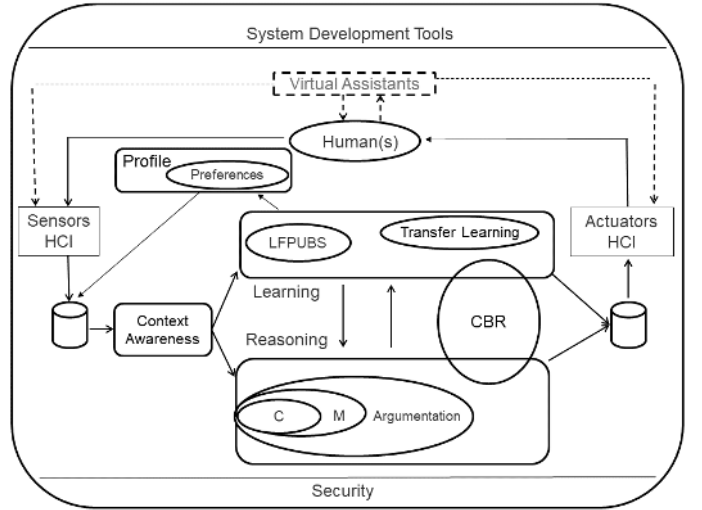 System Development Tools
Virtual Assistants
Human(s)
Profile
Preferences
Sensors
HCI
Actuators
HCI
LFPUBS
Transfer Learning
Learning
Context
Awareness
CBR
Reasoning
C
M
Argumentation
Security